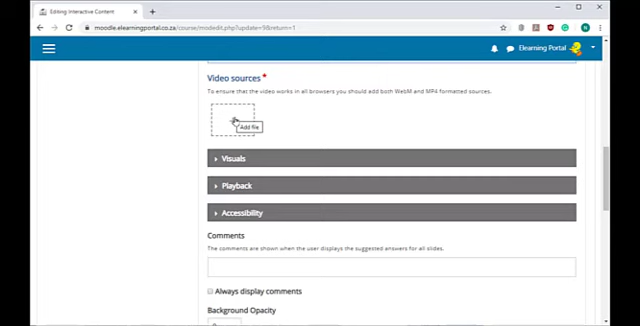 Editing Interactive Content
moodle.elearningportal.co.za/course/modedit.php?update=9&return=1
Elearning Portal
Video sources *
To ensure that the video works in all browsers you should add both WebM and MP4 formatted sources.
Add file
Visuals
Playback
Accessibility
Comments
The comments are shown when the user displays the suggested answers for all slides.
Always display comments
Background Opacity